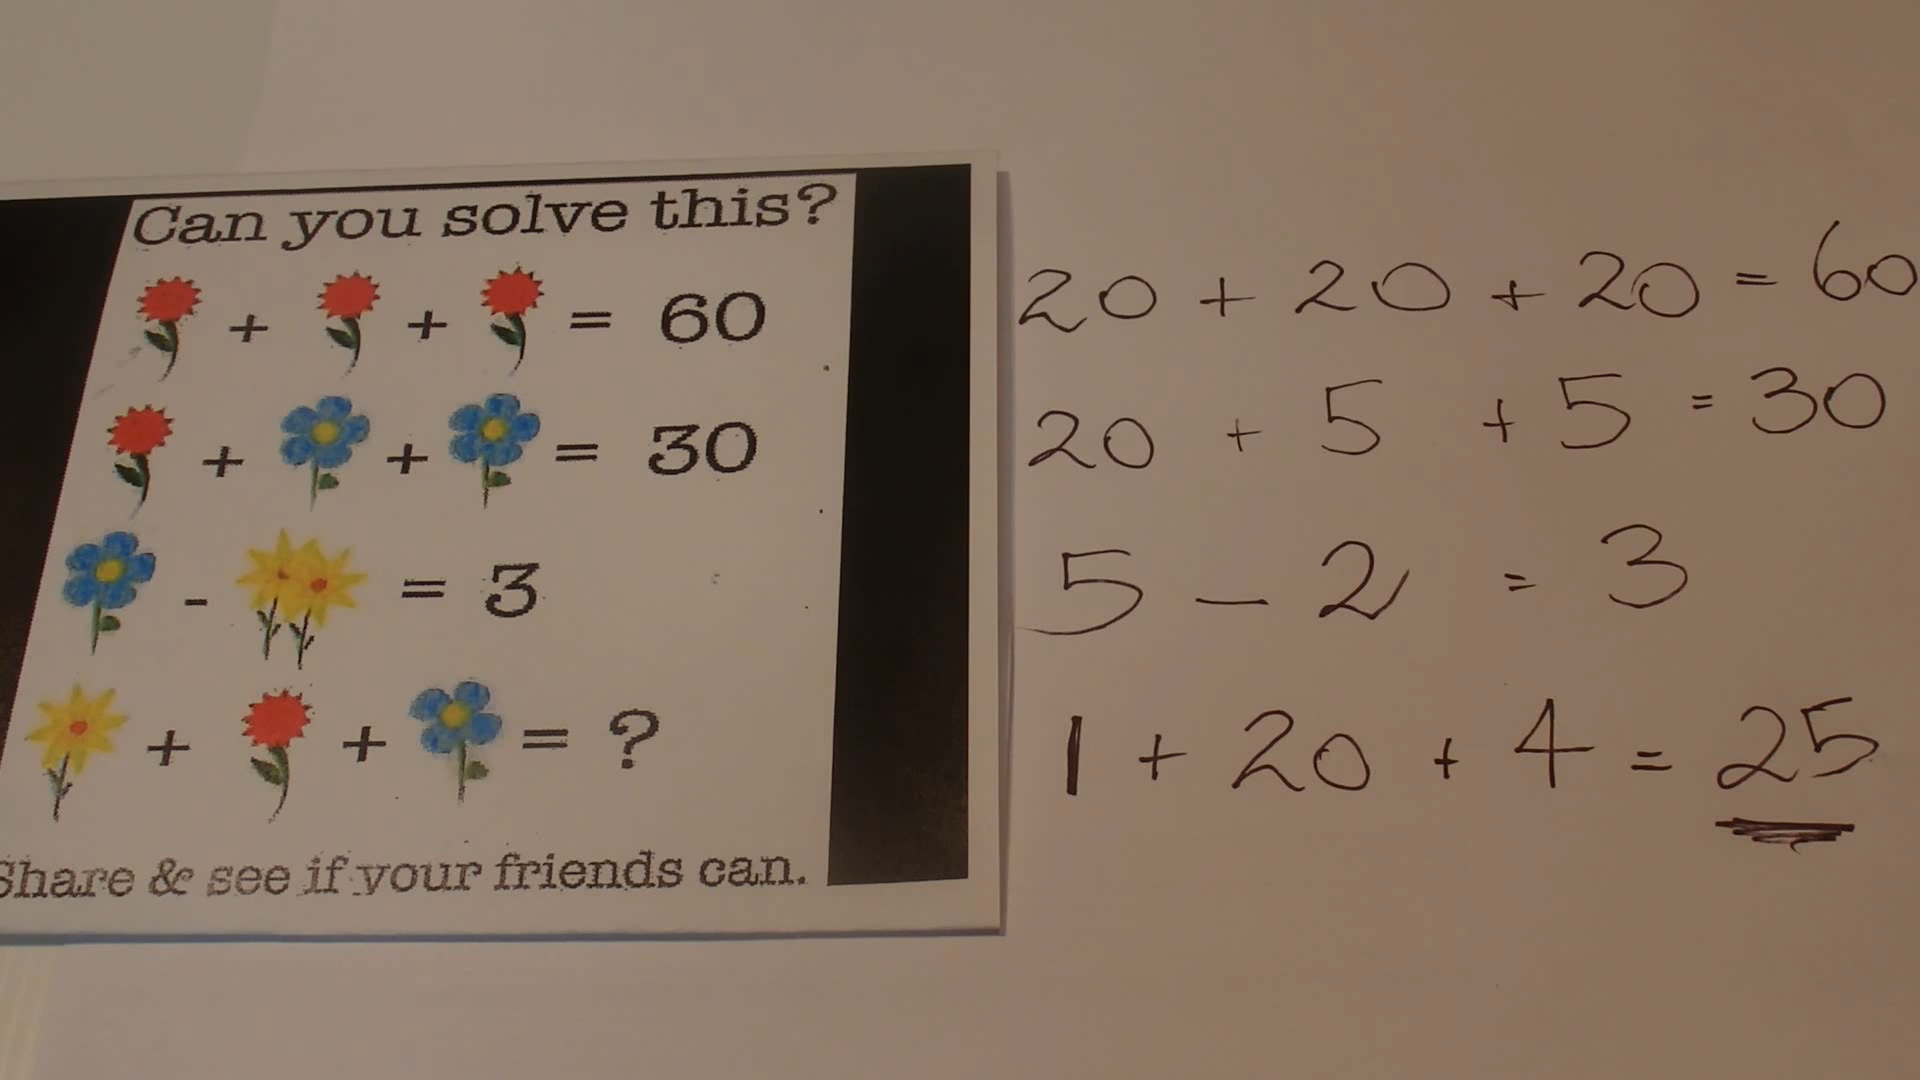 Can you solve this?
+ + = 60
+ + = 30
- = 3
+ + = ?
Share & see if your friends can.
20 + 20 + 20 = 60
20 + 5 + 5 = 30
5 - 2 = 3
1 + 20 + 4 = 25